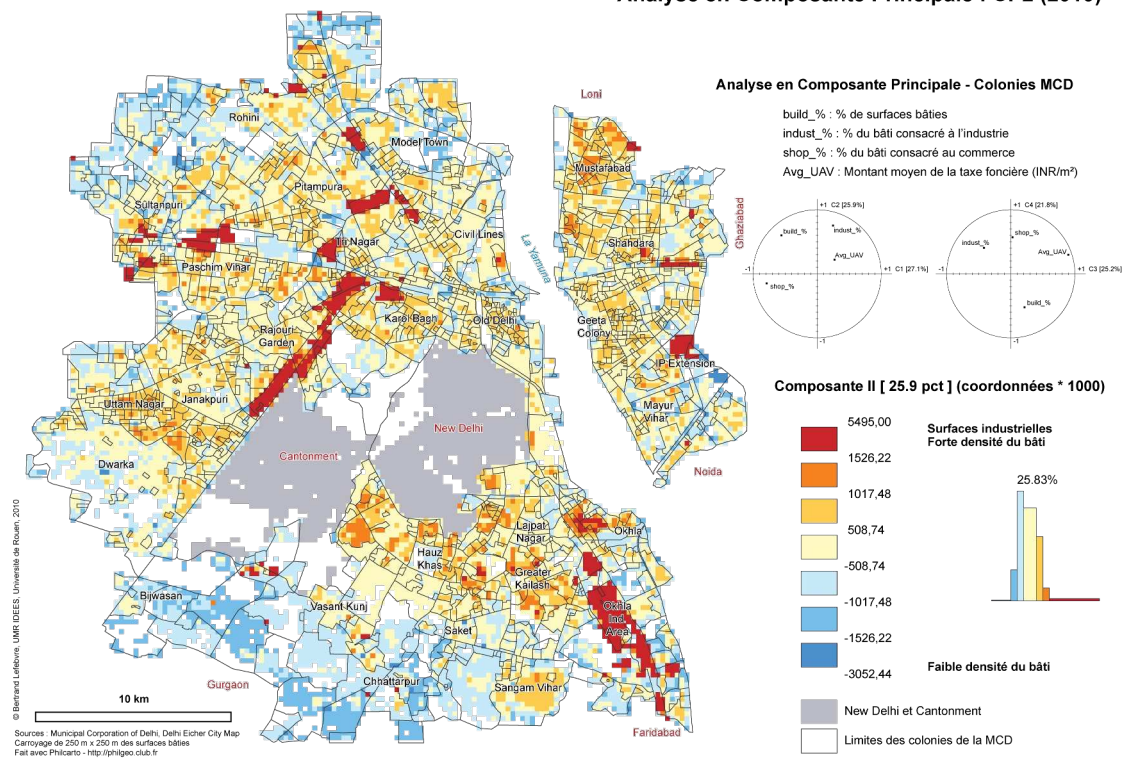 Analyse en Composante Principale - Colonies MCD
build_% : % de surfaces bâties
indust_% : % du bâti consacré à l'industrie
shop_% : % du bâti consacré au commerce
Avg_UAV : Montant moyen de la taxe foncière (INR/m²)
+1 C2 [25.9%]
build_%
indust_%
Avg_UAV
-1
+1 C1 [27.1%]
shop_%
-1
+1 C4 [21.8%]
shop_%
indust_%
Avg_UAV
-1
+1 C3 [25.2%]
build_%
-1
Composante II [ 25.9 pct ] (coordonnées * 1000)
5495,00
1526,22
1017,48
508,74
-508,74
-1017,48
-1526,22
-3052,44
Surfaces industrielles
Forte densité du bâti
25.83%
Faible densité du bâti
New Delhi et Cantonment
Limites des colonies de la MCD
Loni
Rohini
Model Town
Mustarabad
Pitampura
Sultanpuri
Ghaziabad
Civil Lines
Tri Nagar
Shahdara
La Yamuna
Paschim Vihar
Karol Bagh
Old Delhi
Geeta
Colony
Rajouri
Garden
IP Extension
Uttam Nagar
Janakpuri
Mayur
Vihar
New Delhi
Cantonment
Dwarka
Noida
Lajpat
Nagar
Okhla
Hauz
Khas
Greater
Kailash
Bijwasan
Vasant Kunj
Okhla
Ind.
Area
Saket
Gurgaon
Chhattarpur
Sangam Vihar
Faridabad
10 km
© Bertrand Lefebvre, UMR IDEES, Université de Rouen, 2010
Sources : Municipal Corporation of Delhi, Delhi Eicher City Map
Carroyage de 250 m x 250 m des surfaces bâties
Fait avec Philcarto - http://philgeo.club.fr